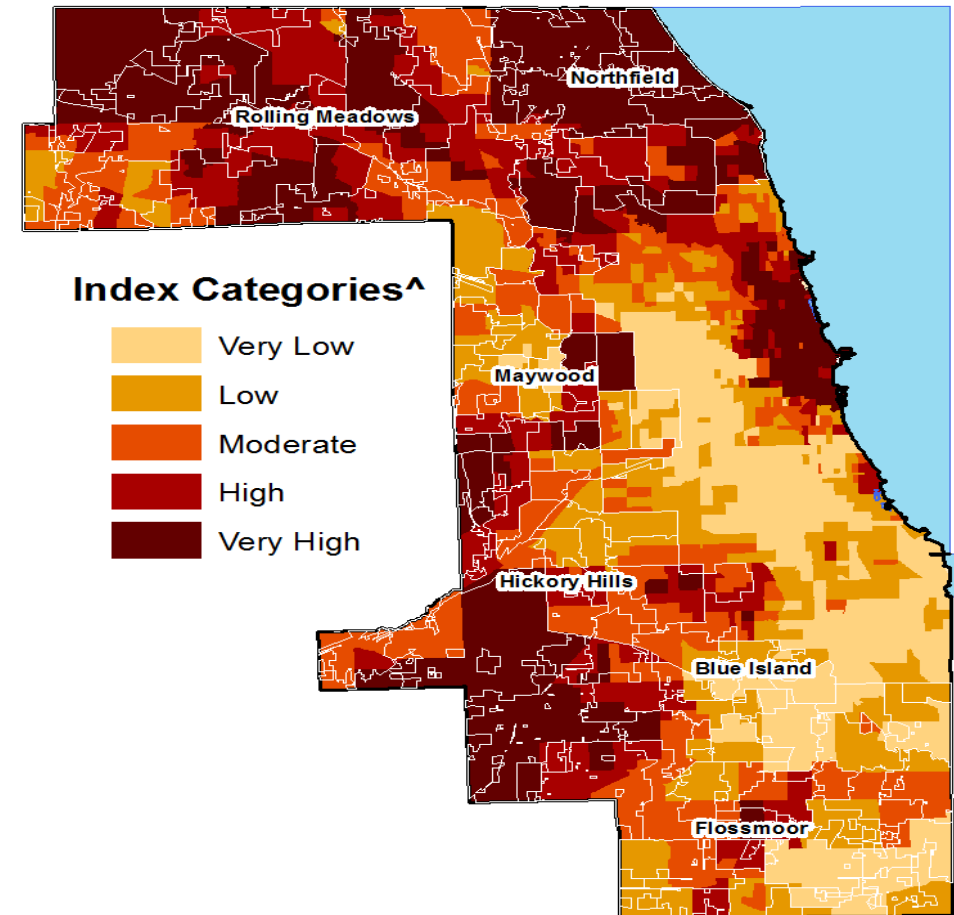 Northfield
Rolling Meadows
Index Categories^
Very Low
Low
Moderate
High
Very High
Maywood
Hickory Hills
Blue Island
Flossmoor